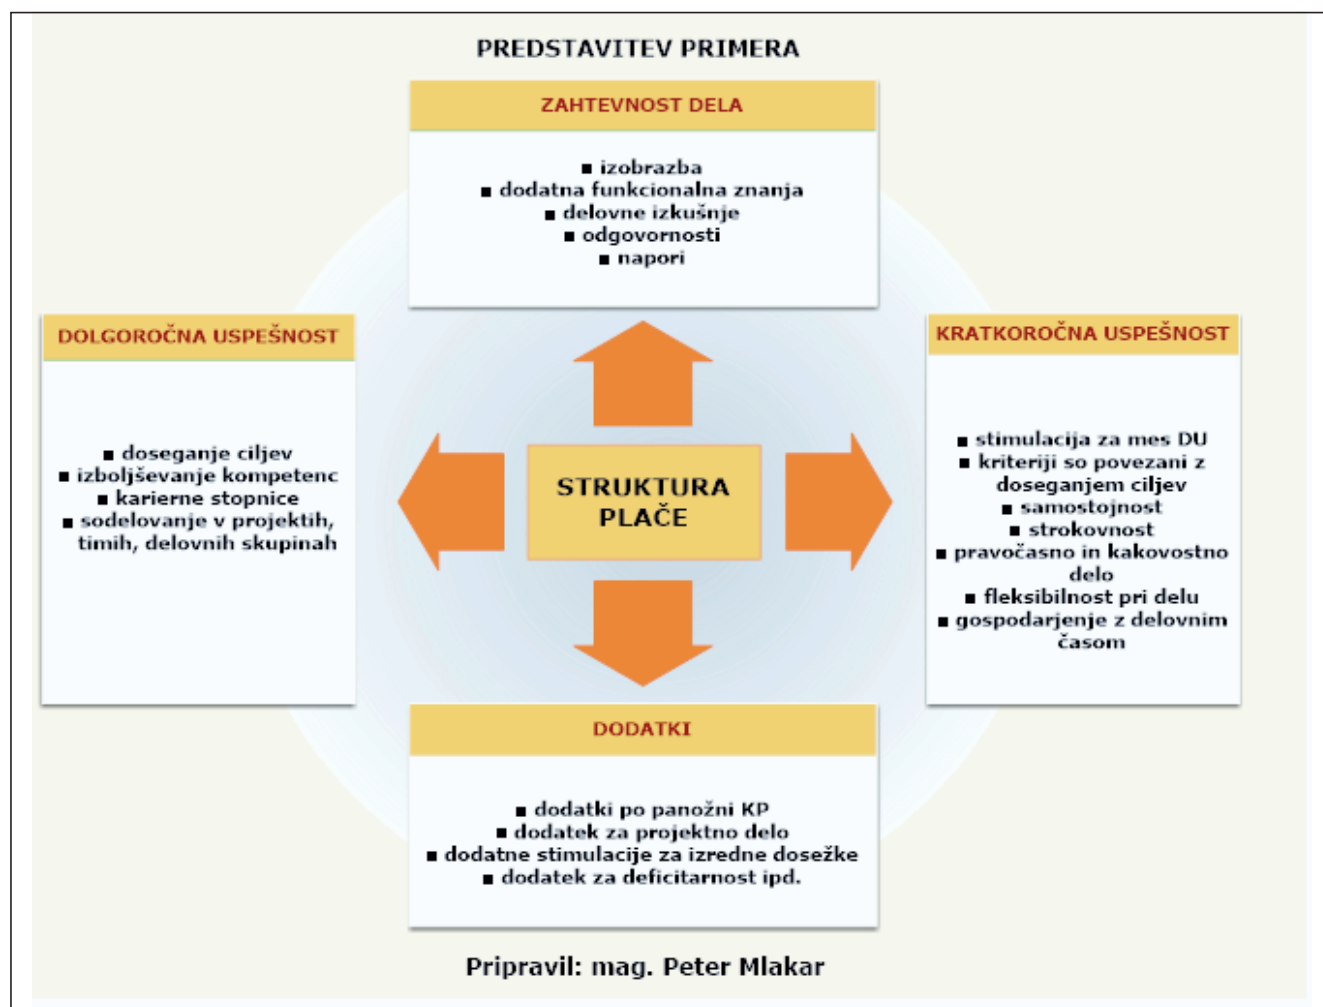 PREDSTAVITEV PRIMERA
ZAHTEVNOST DELA
▪ izobrazba
▪ dodatna funkcionalna znanja
▪ delovne izkušnje
▪ odgovornosti
▪ napori
DOLGOROČNA USPEŠNOST
▪ doseganje ciljev
▪ izboljševanje kompetenc
▪ karierne stopnice
▪ sodelovanje v projektih,
timih, delovnih skupinah
STRUKTURA
PLAČE
KRATKOROČNA USPEŠNOST
▪ stimulacija za mes DU
▪ kriteriji so povezani z
doseganjem ciljev
▪ samostojnost
▪ strokovnost
▪ pravočasno in kakovostno
delo
▪ fleksibilnost pri delu
▪ gospodarjenje z delovnim
časom
DODATKI
▪ dodatki po panožni KP
▪ dodatek za projektno delo
▪ dodatne stimulacije za izredne dosežke
▪ dodatek za deficitarnost ipd.
Pripravil: mag. Peter Mlakar